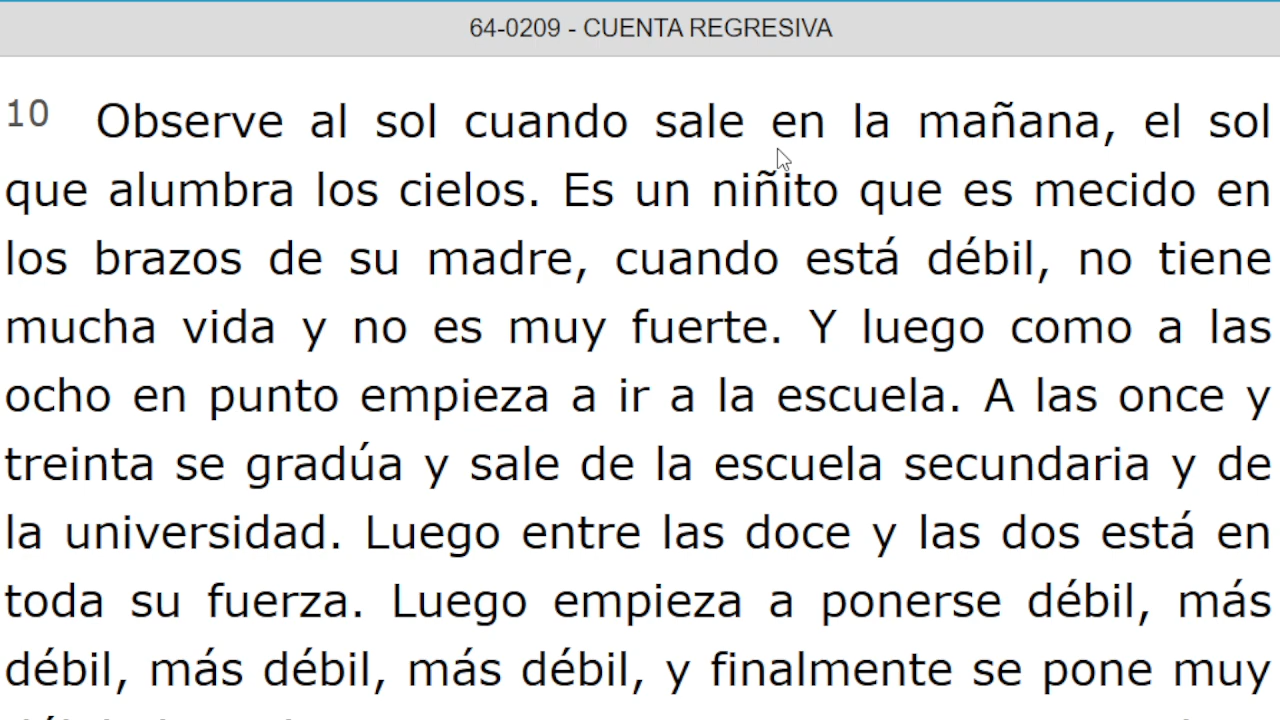 64-0209 - CUENTA REGRESIVA
10 Observe al sol cuando sale en la mañana, el sol
que alumbra los cielos. Es un niñito que es mecido en
los brazos de su madre, cuando está débil, no tiene
mucha vida y no es muy fuerte. Y luego como a las
ocho en punto empieza a ir a la escuela. A las once y
treinta se gradúa y sale de la escuela secundaria y de
la universidad. Luego entre las doce y las dos está en
toda su fuerza. Luego empieza a ponerse débil, más
débil, más débil, más débil, y finalmente se pone muy